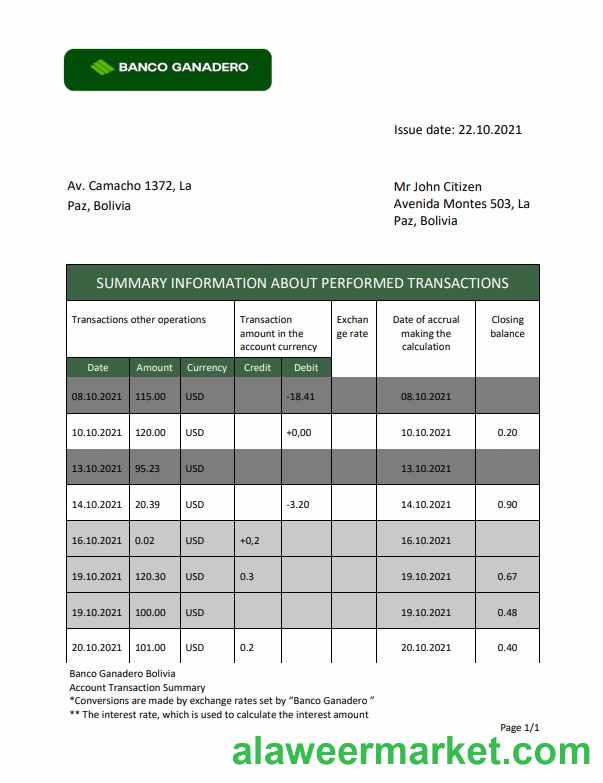 BANCO GANADERO
Issue date: 22.10.2021
Av. Camacho 1372, La
Paz, Bolivia
Mr John Citizen
Avenida Montes 503, La
Paz, Bolivia
SUMMARY INFORMATION ABOUT PERFORMED TRANSACTIONS
Transactions other operations
Transaction
amount in the
account currency
Exchan
ge rate
Date of accrual
making the
calculation
Closing
balance
Date Amount Currency Credit Debit
08.10.2021 115.00 USD -18.41 08.10.2021
10.10.2021 120.00 USD +0,00 10.10.2021 0.20
13.10.2021 95.23 USD 13.10.2021
14.10.2021 20.39 USD -3.20 14.10.2021 0.90
16.10.2021 0.02 USD +0,2 16.10.2021
19.10.2021 120.30 USD 0.3 19.10.2021 0.67
19.10.2021 100.00 USD 19.10.2021 0.48
20.10.2021 101.00 USD 0.2 20.10.2021 0.40
Banco Ganadero Bolivia
Account Transaction Summary
*Conversions are made by exchange rates set by “Banco Ganadero ”
** The interest rate, which is used to calculate the interest amount
Page 1/1
alaweermarket.com